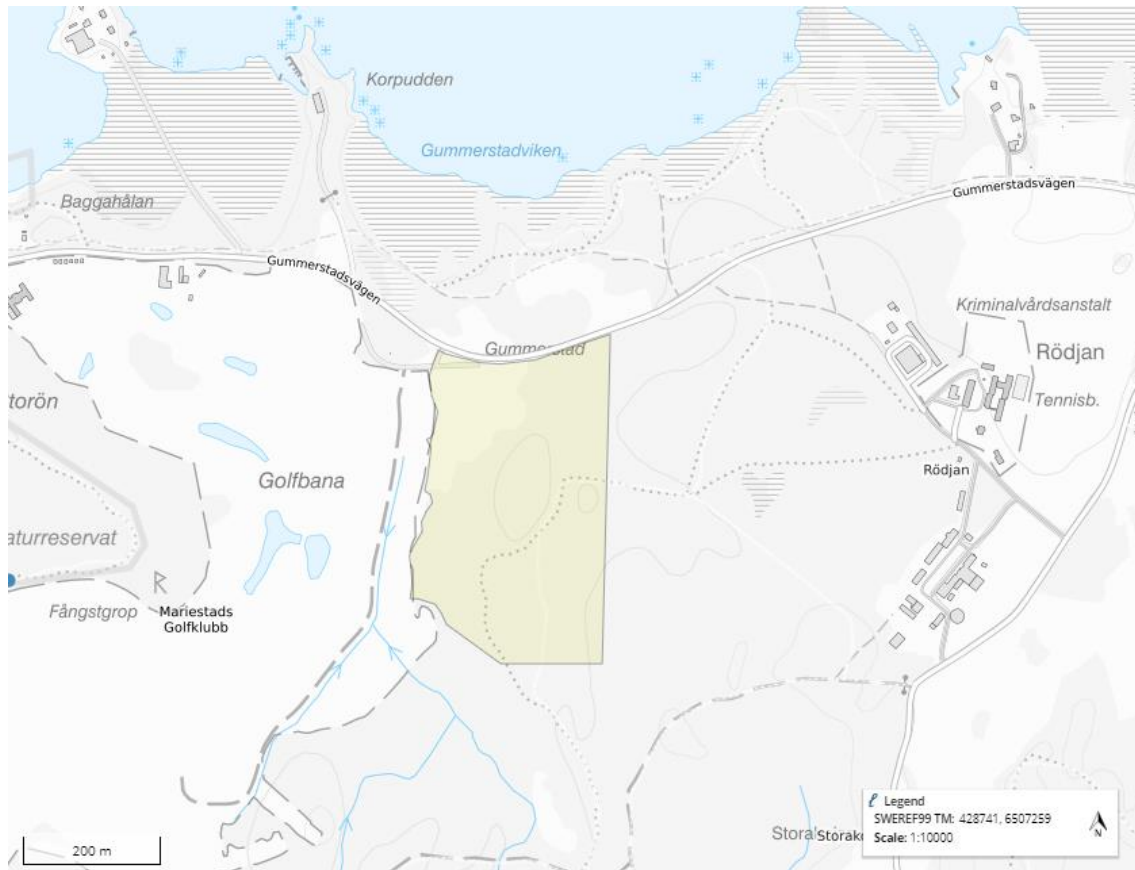 Korpudden
Gummerstadviken
Baggahålan
Gummerstadsvägen
Gummerstadsvägen
Kriminalvårdsanstalt
Gummerstad
Rödjan
Tennisb.
torön
Golfbana
Rödjan
aturreservat
R
Fångstgrop
Mariestads
Golfklubb
Legend
SWEREF99 TM: 428741, 6507259
Scale: 1:10000
N
200 m